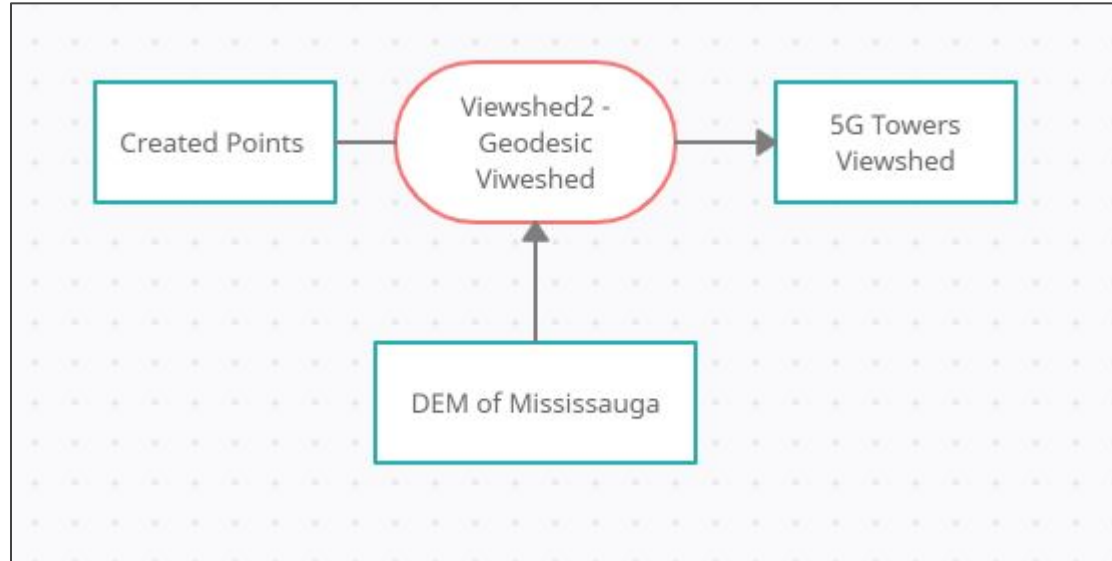 Created Points
Viewshed2 -
Geodesic
Viweshed
5G Towers
Viewshed
DEM of Mississauga